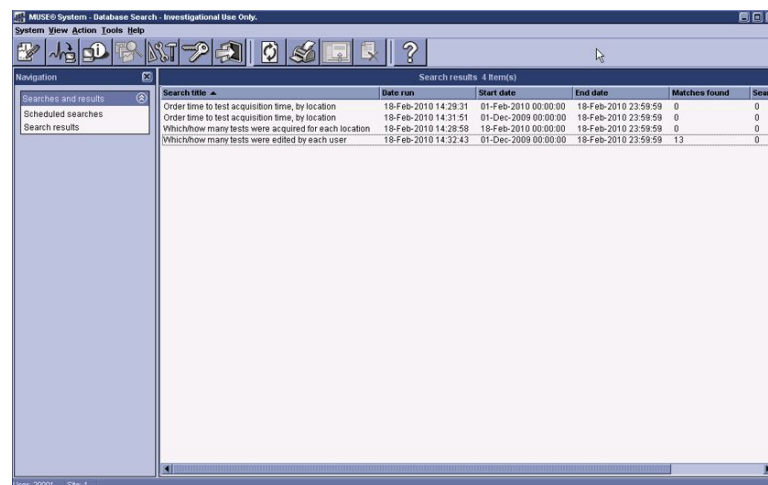 MUSE® System - Database Search - Investigational Use Only.
System View Action Tools Help
Navigation
Search results 4 Item(s)
Searches and results
Scheduled searches
Search results
Search title Date run Start date End date Matches found Sear
Order time to test acquisition time, by location 18-Feb-2010 14:29:31 01-Feb-2010 00:00:00 18-Feb-2010 23:59:59 0 0
Order time to test acquisition time, by location 18-Feb-2010 14:31:51 01-Dec-2009 00:00:00 18-Feb-2010 23:59:59 0 0
Which/how many tests were acquired for each location 18-Feb-2010 14:28:58 18-Feb-2010 00:00:00 18-Feb-2010 23:59:59 0 0
Which/how many tests were edited by each user 18-Feb-2010 14:32:43 01-Dec-2009 00:00:00 18-Feb-2010 23:59:59 13 0